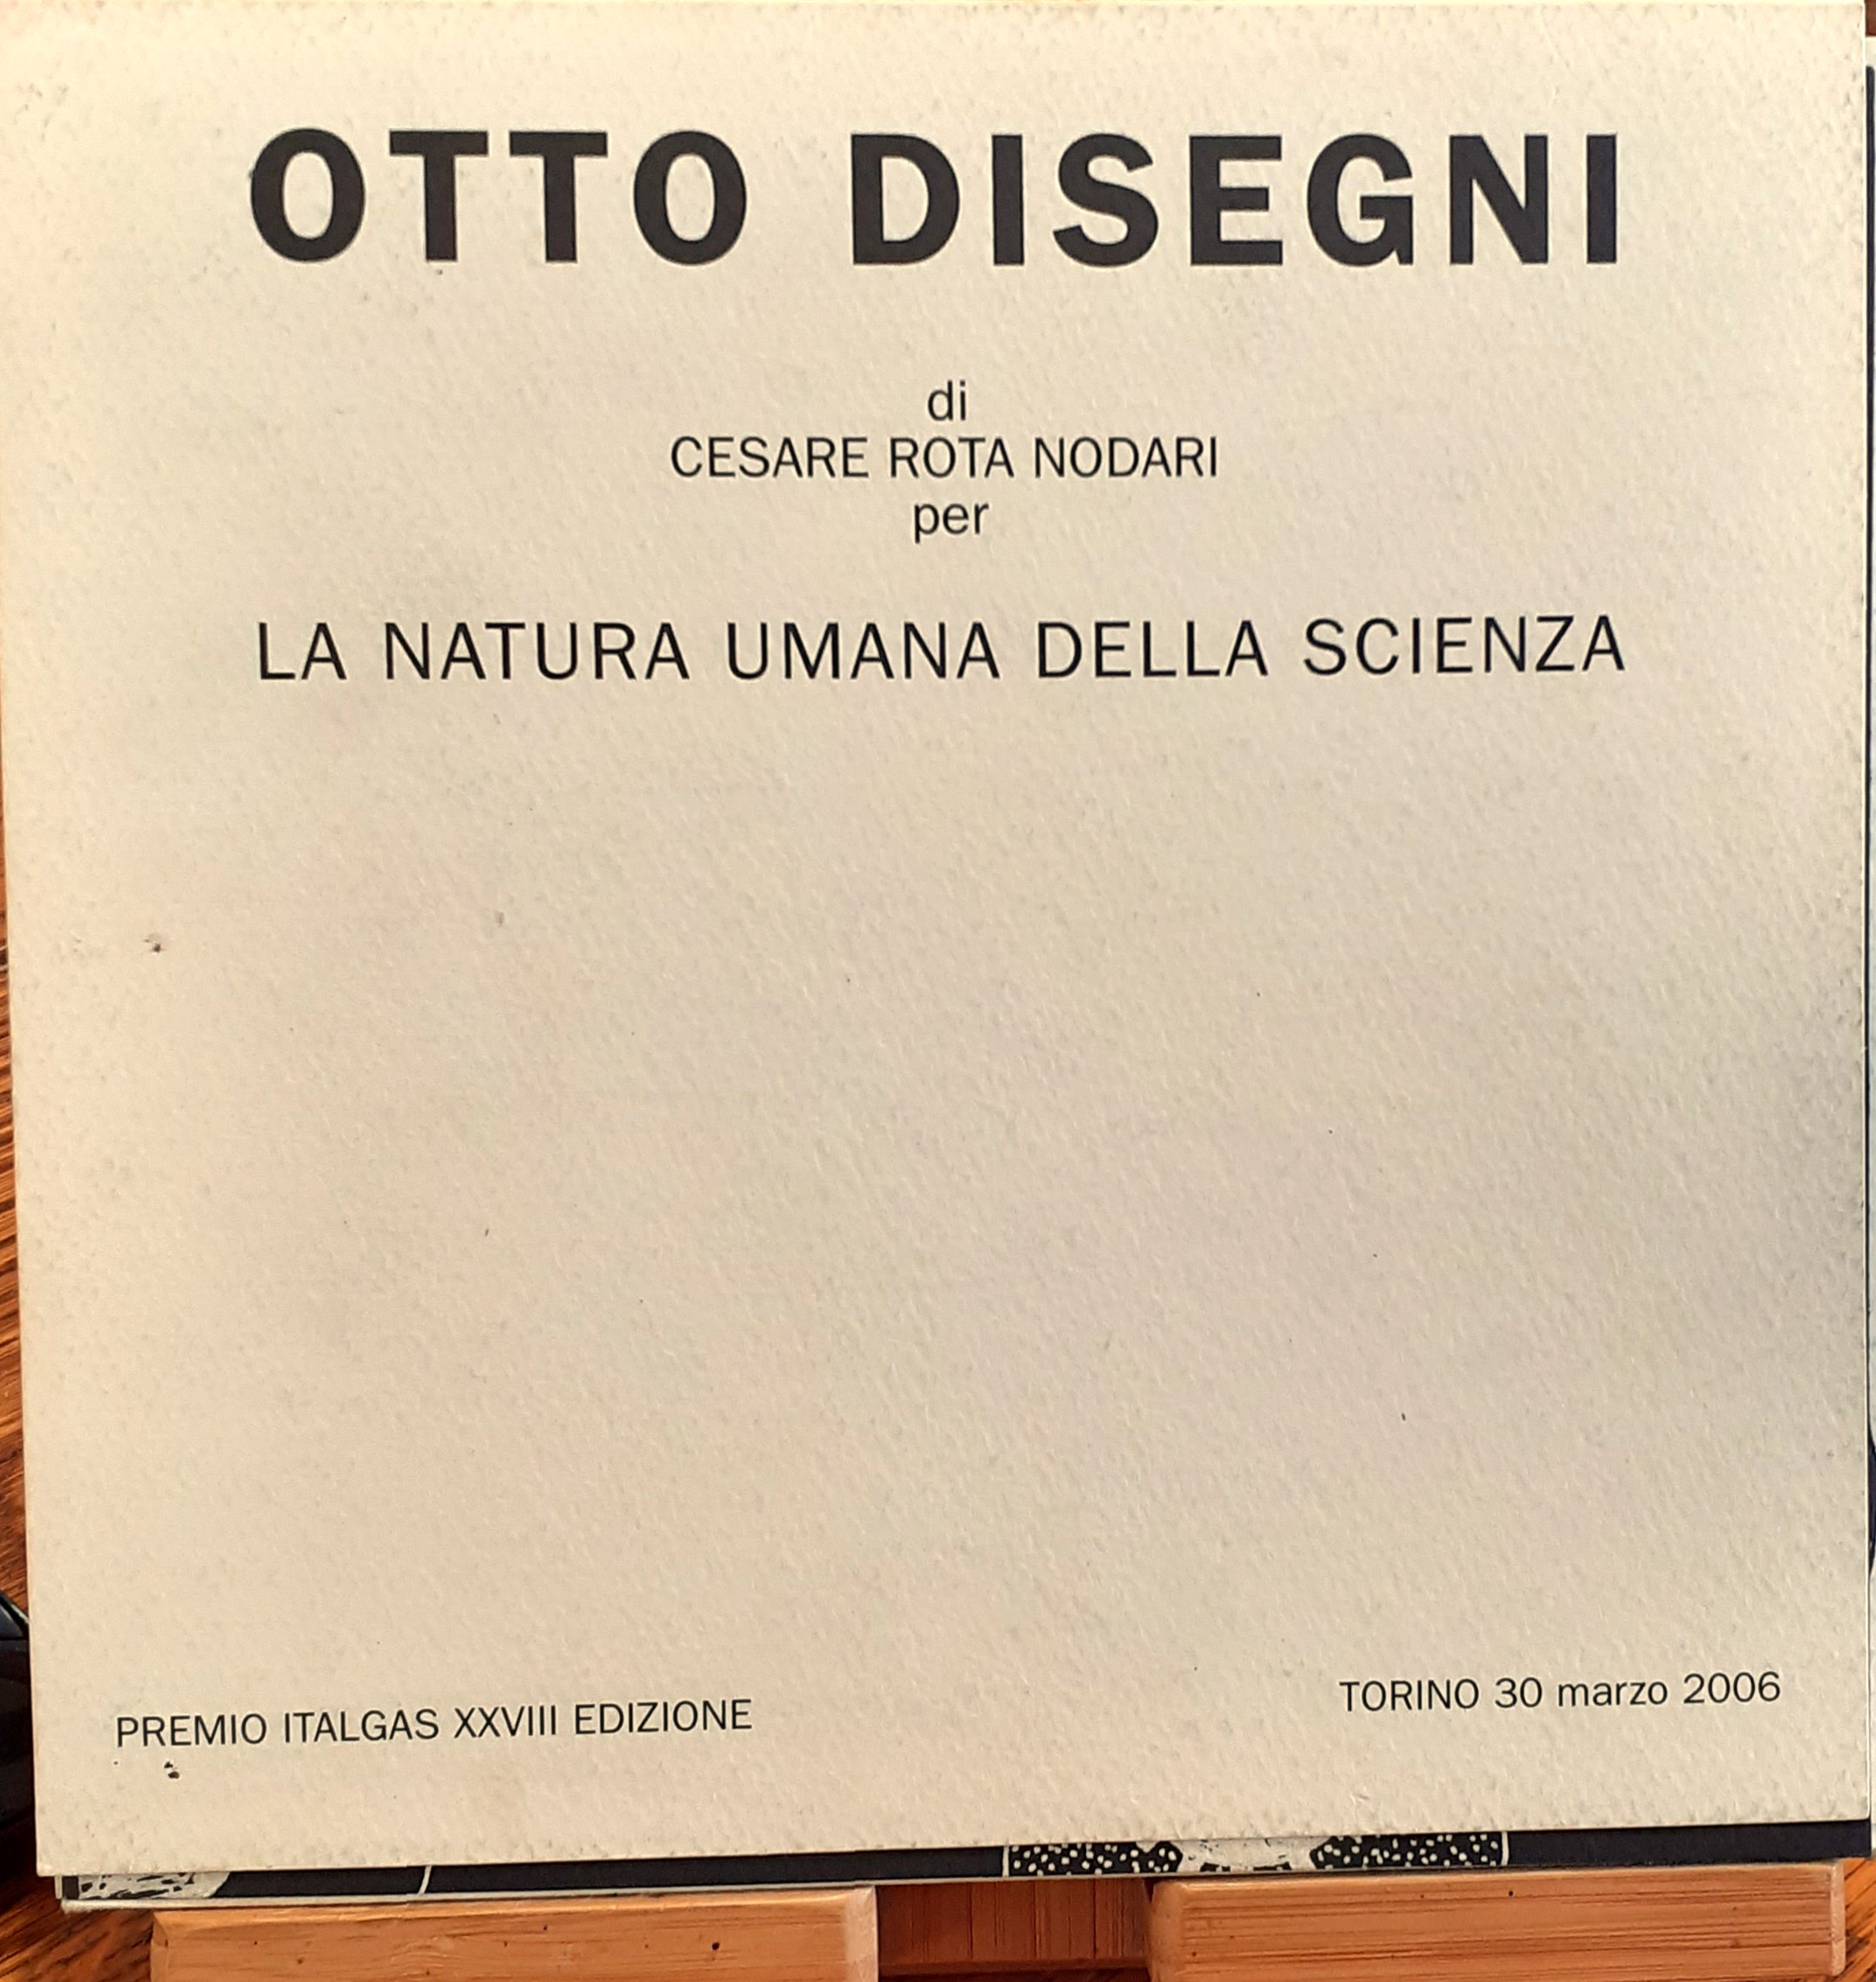 OTTO DISEGNI
di
CESARE ROTA NODARI
per
LA NATURA UMANA DELLA SCIENZA
PREMIO ITALGAS XXVIII EDIZIONE
TORINO 30 marzo 2006